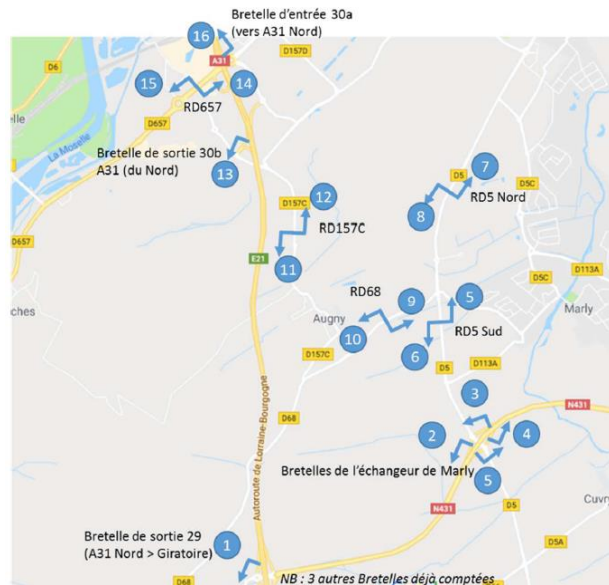 Bretelle d'entrée 30a
(vers A31 Nord)
16
D157D
D6
A31
15
14
RD657
D657
La Moselle
Bretelle de sortie 30b
A31 (du Nord)
13
D5
7
D5C
8
RD5 Nord
12
D157C
RD157C
D657
E21
11
D5C
D113A
RD68
9
5
Marly
ches
Augny
RD5 Sud
10
6
D157C
D5
D113A
D68
3
N431
2
4
Autoroute de Lorraine-Bourgogne
Bretelles de l'échangeur de Marly
5
N431
D5
Cuvry
Bretelle de sortie 29
(A31 Nord > Giratoire)
1
D5A
D68
NB : 3 autres Bretelles déjà comptées